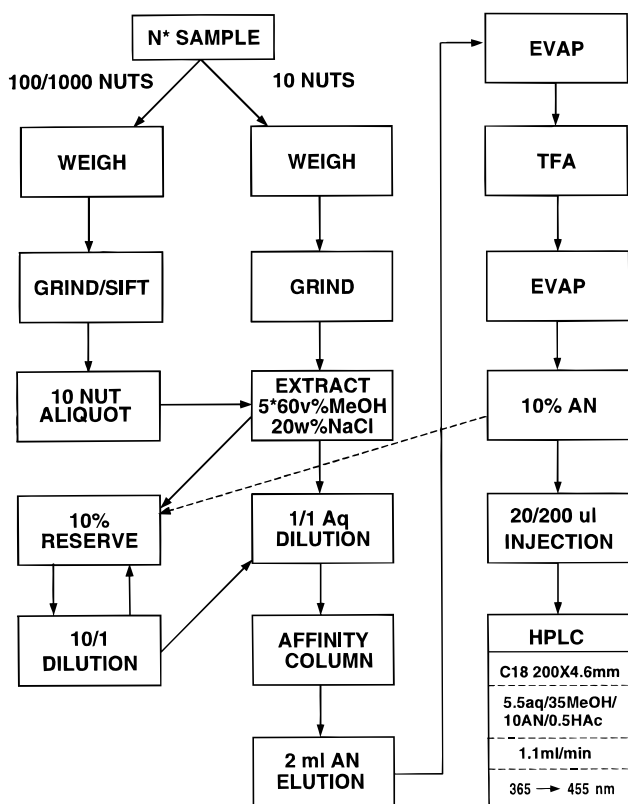 N* SAMPLE
100/1000 NUTS
10 NUTS
WEIGH
WEIGH
GRIND/SIFT
GRIND
10 NUT
ALIQUOT
EXTRACT
5*60v%MeOH
20w%NaCl
10%
RESERVE
1/1 Aq
DILUTION
10/1
DILUTION
AFFINITY
COLUMN
2 ml AN
ELUTION
EVAP
TFA
EVAP
10% AN
20/200 ul
INJECTION
HPLC
C18 200X4.6mm
5.5aq/35MeOH/
10AN/0.5HAc
1.1ml/min
365 → 455 nm